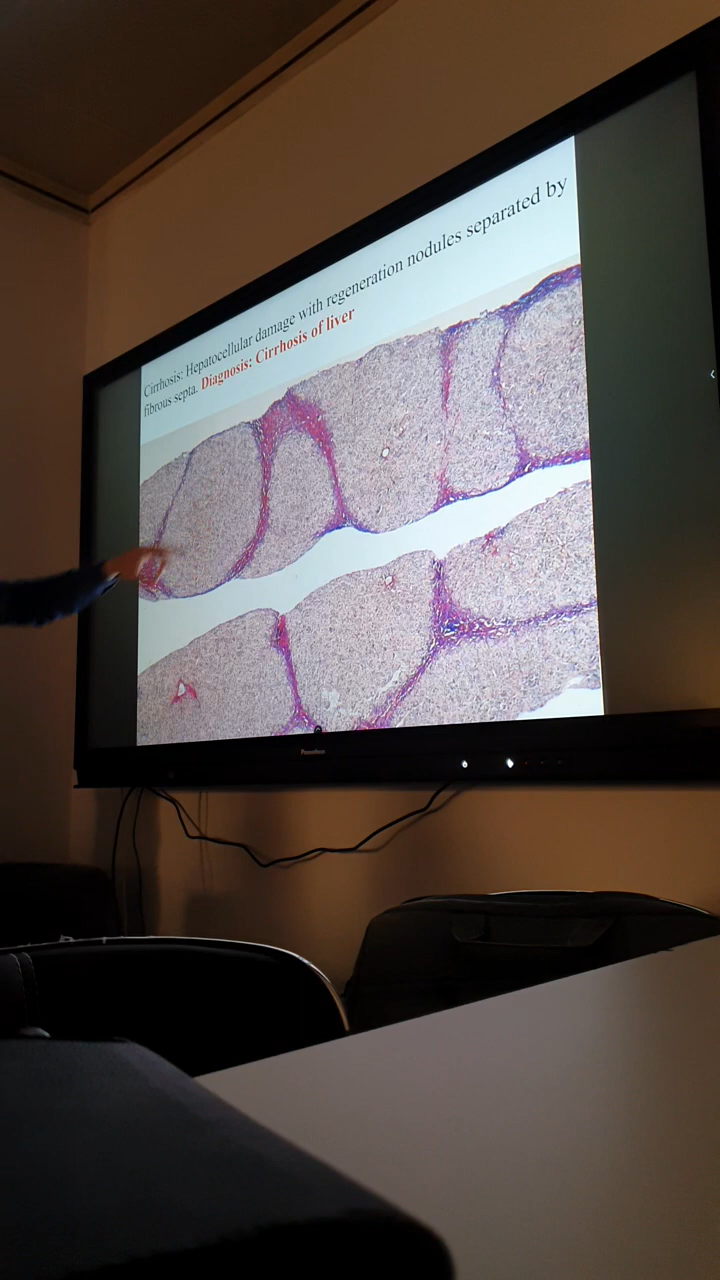 Cirrhosis: Hepatocellular damage with regeneration nodules separated by
fibrous septa. Diagnosis: Cirrhosis of liver